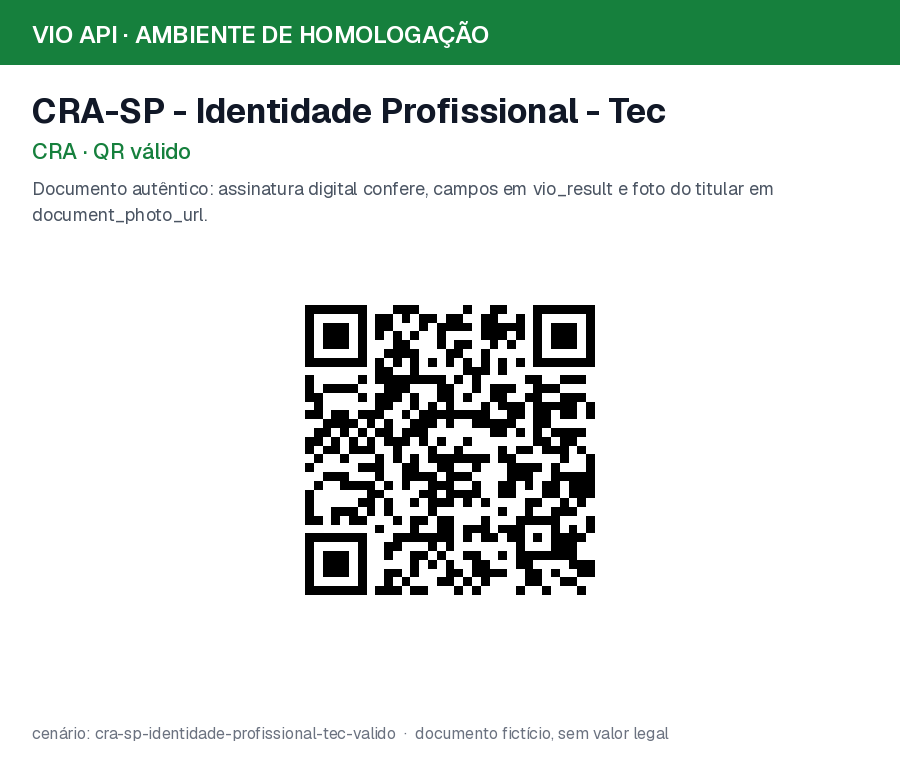 VIO API · AMBIENTE DE HOMOLOGAÇÃO
CRA-SP - Identidade Profissional - Tec
CRA · QR válido
Documento autêntico: assinatura digital confere, campos em vio_result e foto do titular em
document_photo_url.
cenário: cra-sp-identidade-profissional-tec-valido · documento fictício, sem valor legal